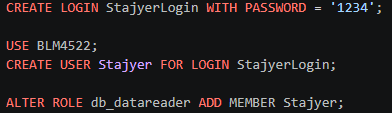 CREATE LOGIN StajyerLogin WITH PASSWORD = '1234';
USE BLM4522;
CREATE USER Stajyer FOR LOGIN StajyerLogin;
ALTER ROLE db_datareader ADD MEMBER Stajyer;